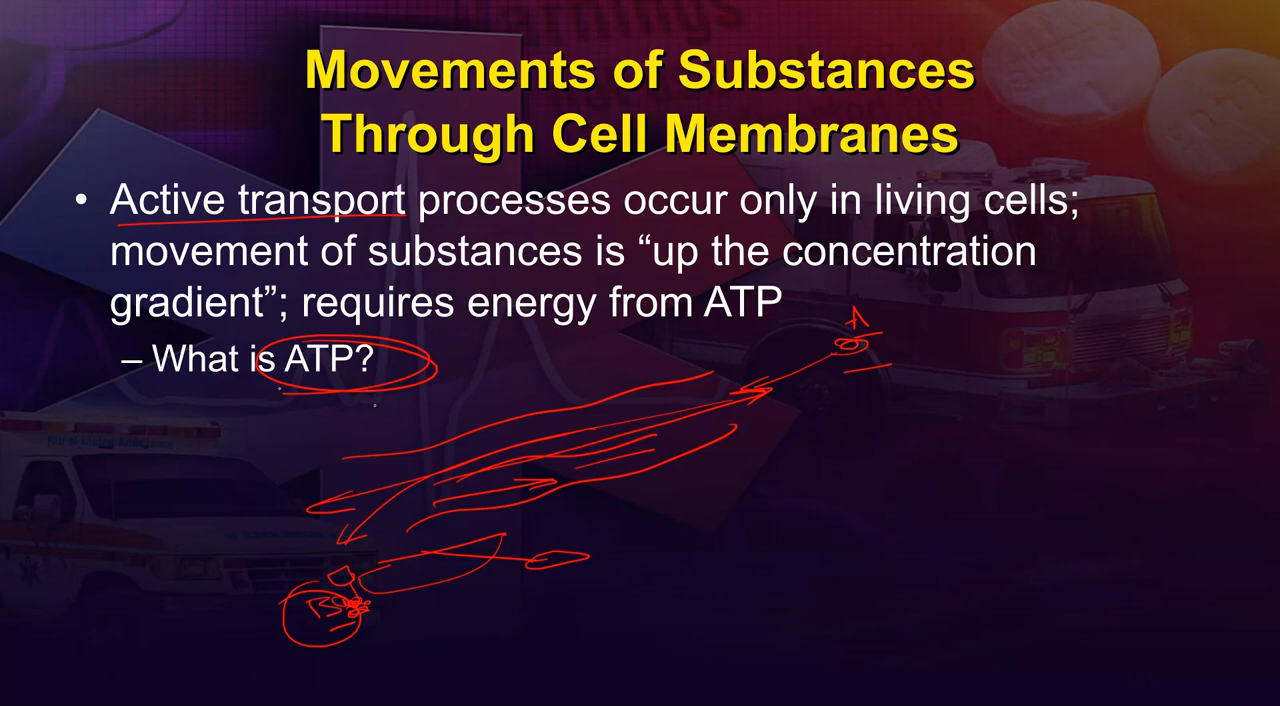 Movements of Substances
Through Cell Membranes
• Active transport processes occur only in living cells;
movement of substances is “up the concentration
gradient”; requires energy from ATP
– What is ATP?